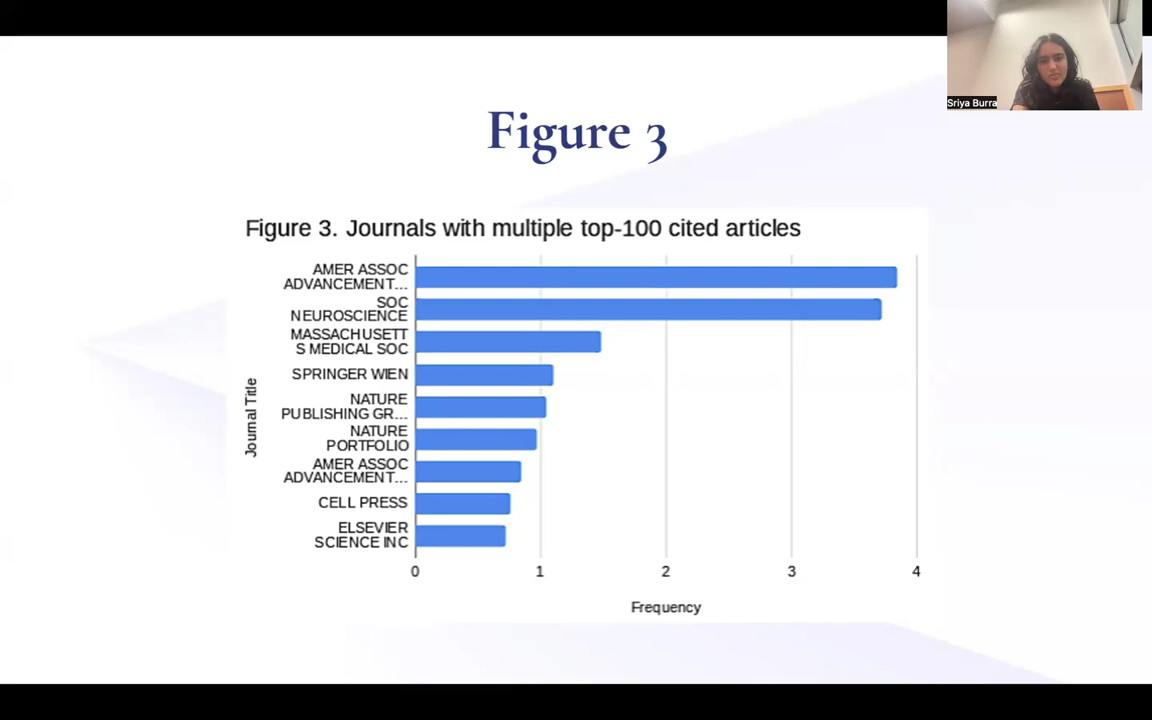 Sriya Burra
Figure 3
Figure 3. Journals with multiple top-100 cited articles
AMER ASSOC
ADVANCEMENT...
SOC
NEUROSCIENCE
MASSACHUSETT
S MEDICAL SOC
SPRINGER WIEN
NATURE
PUBLISHING GR...
NATURE
PORTFOLIO
AMER ASSOC
ADVANCEMENT...
CELL PRESS
ELSEVIER
SCIENCE INC
Journal Title
0 1 2 3 4
Frequency